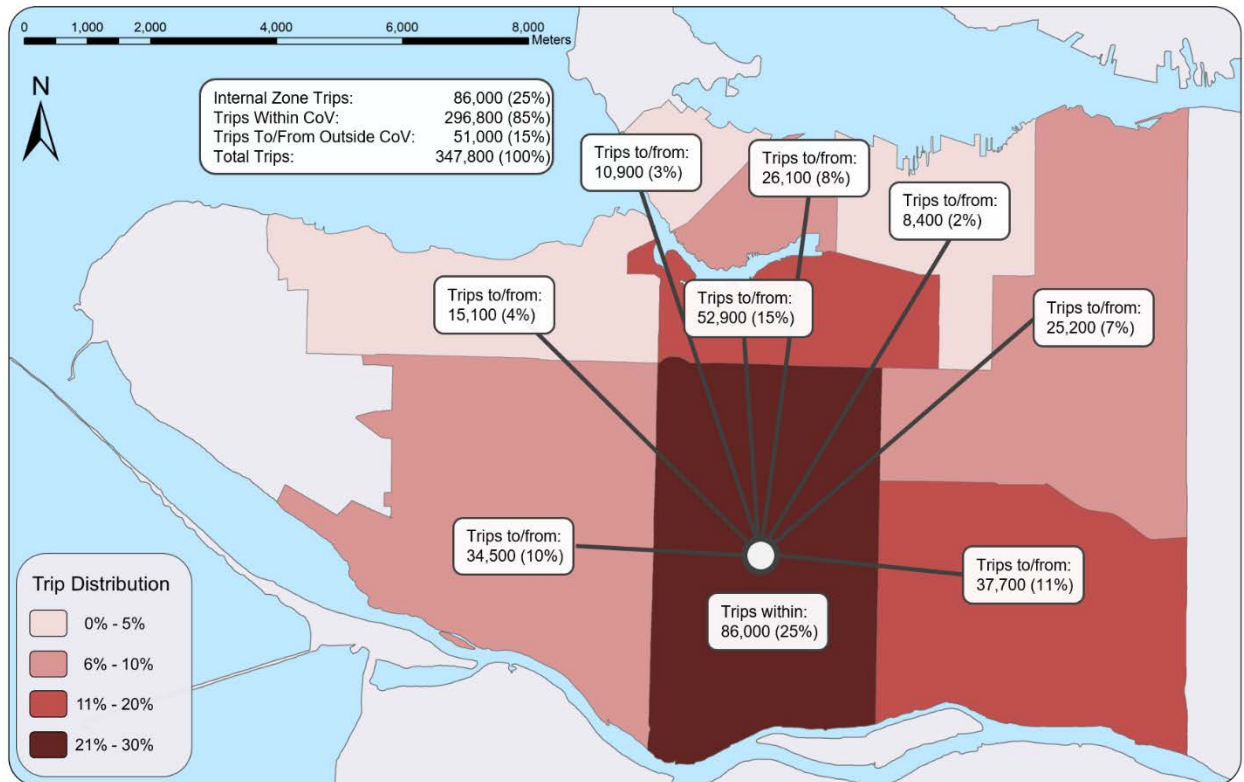 0 1,000 2,000 4,000 6,000 8,000
Meters
N
Internal Zone Trips: 86,000 (25%)
Trips Within CoV: 296,800 (85%)
Trips To/From Outside CoV: 51,000 (15%)
Total Trips: 347,800 (100%)
Trips to/from:
10,900 (3%)
Trips to/from:
26,100 (8%)
Trips to/from:
8,400 (2%)
Trips to/from:
15,100 (4%)
Trips to/from:
52,900 (15%)
Trips to/from:
25,200 (7%)
Trips to/from:
34,500 (10%)
Trips to/from:
37,700 (11%)
Trips within:
86,000 (25%)
Trip Distribution
0% - 5%
6% - 10%
11% - 20%
21% - 30%